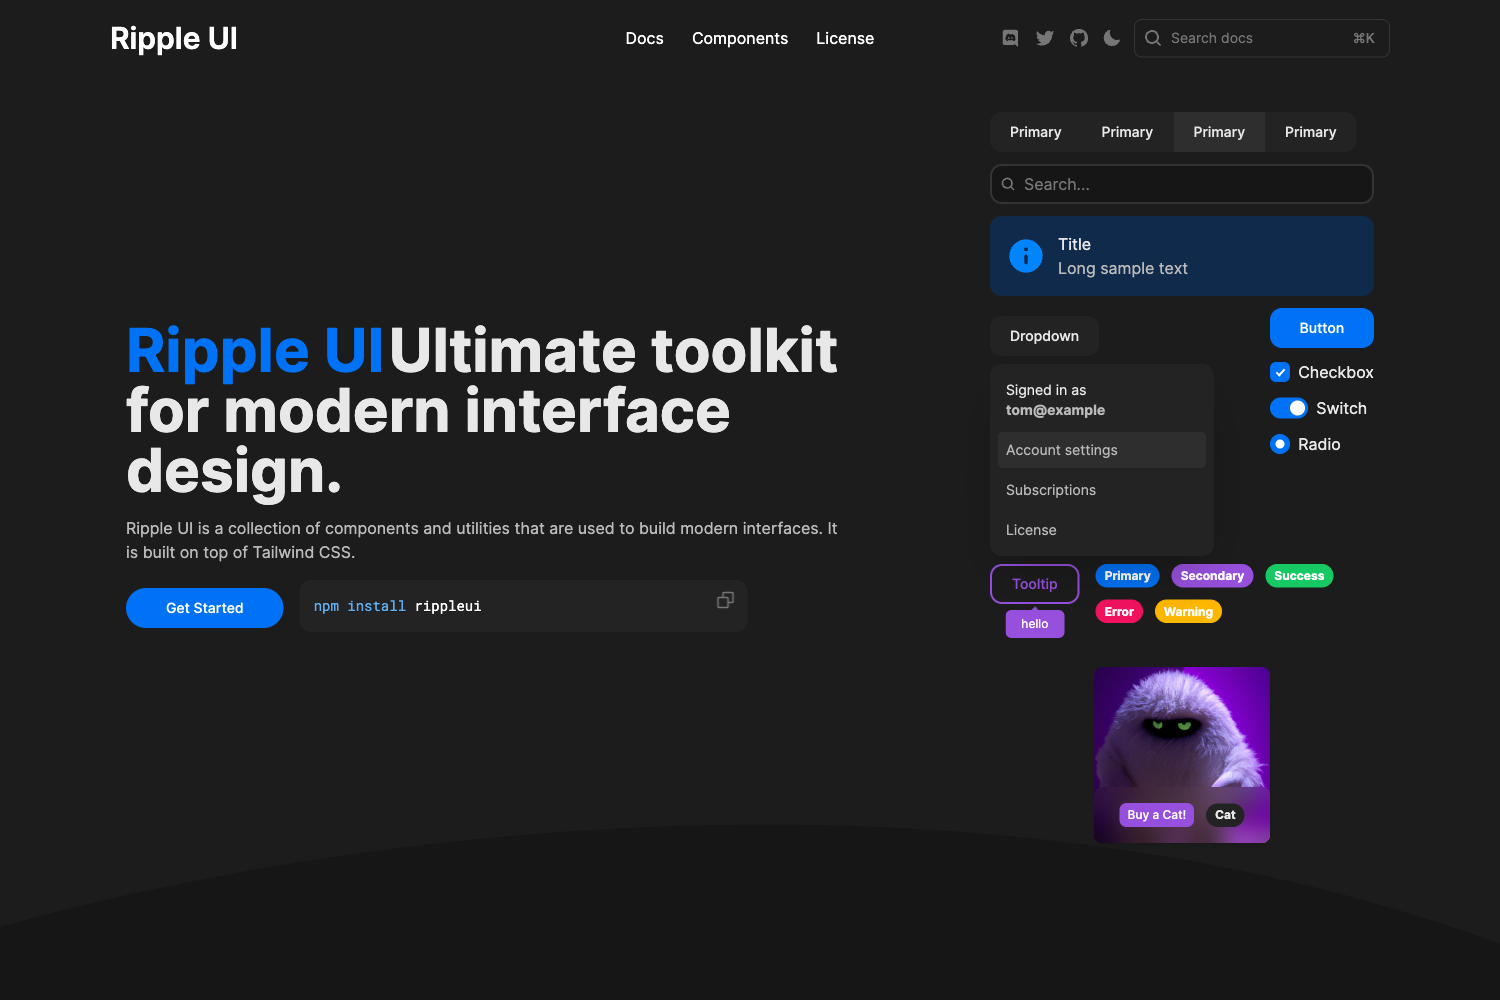 Ripple UI
Docs Components License
Search docs ⌘K
Primary Primary Primary Primary
Search...
Title
Long sample text
Ripple UI Ultimate toolkit
for modern interface
design.
Ripple UI is a collection of components and utilities that are used to build modern interfaces. It
is built on top of Tailwind CSS.
Get Started
npm install rippleui
Dropdown
Signed in as
tom@example
Account settings
Subscriptions
License
Button
Checkbox
Switch
Radio
Tooltip
hello
Primary Secondary Success
Error Warning
Buy a Cat! Cat